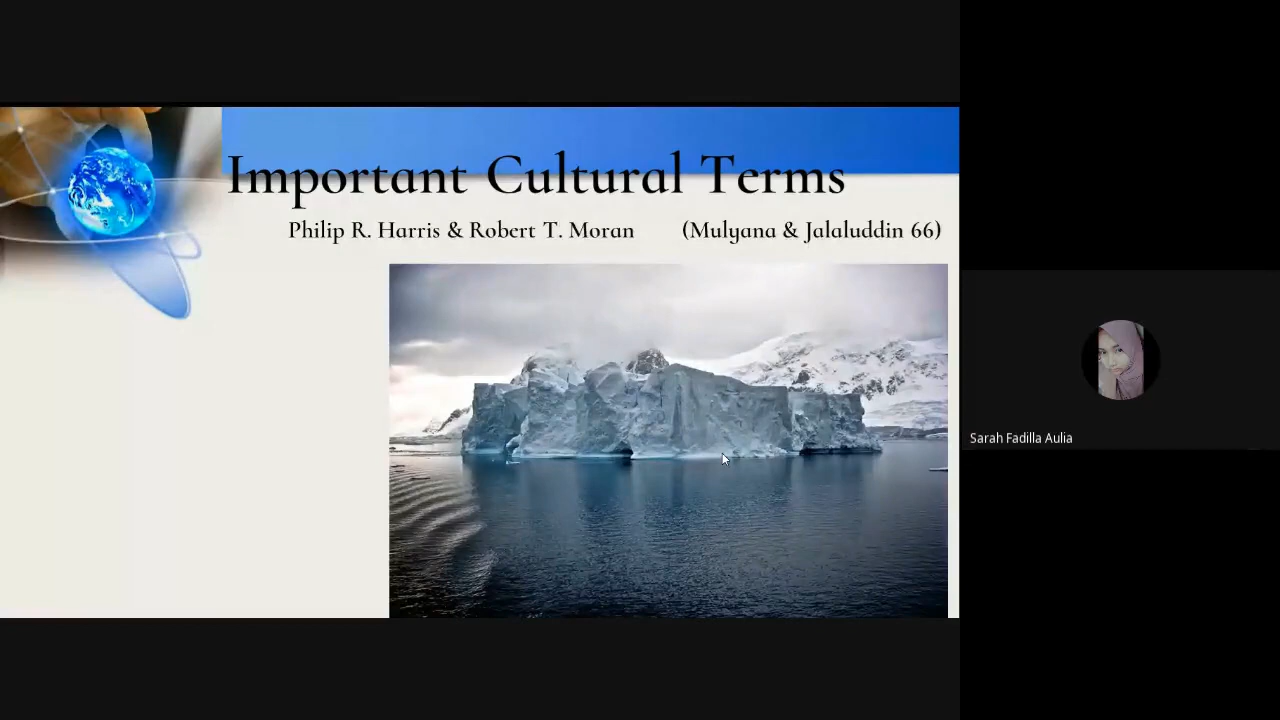 Important Cultural Terms
Philip R. Harris & Robert T. Moran (Mulyana & Jalaluddin 66)
Sarah Fadilla Aulia